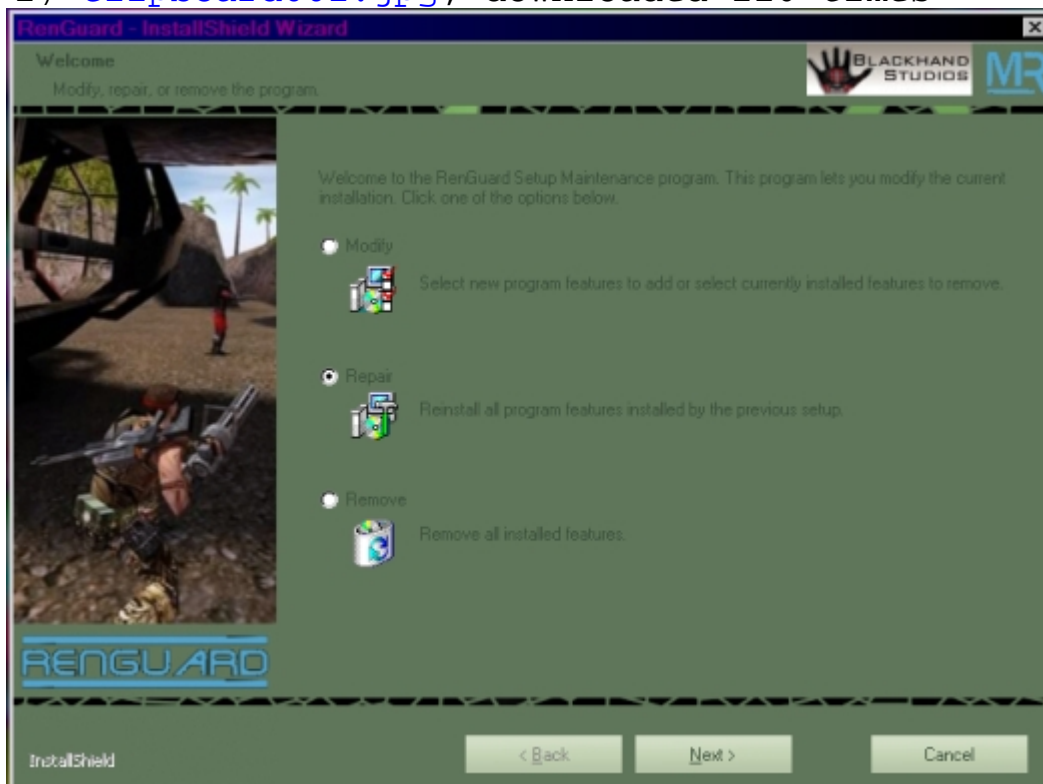 RenGuard - InstallShield Wizard
Welcome
Modify, repair, or remove the program.
BLACKHAND
STUDIOS
Welcome to the RenGuard Setup Maintenance program. This program lets you modify the current
installation. Click one of the options below.
Modify
Select new program features to add or select currently installed features to remove.
Repair
Reinstall all program features installed by the previous setup.
Remove
Remove all installed features.
RENGUARD
InstallShield
< Back
Next >
Cancel